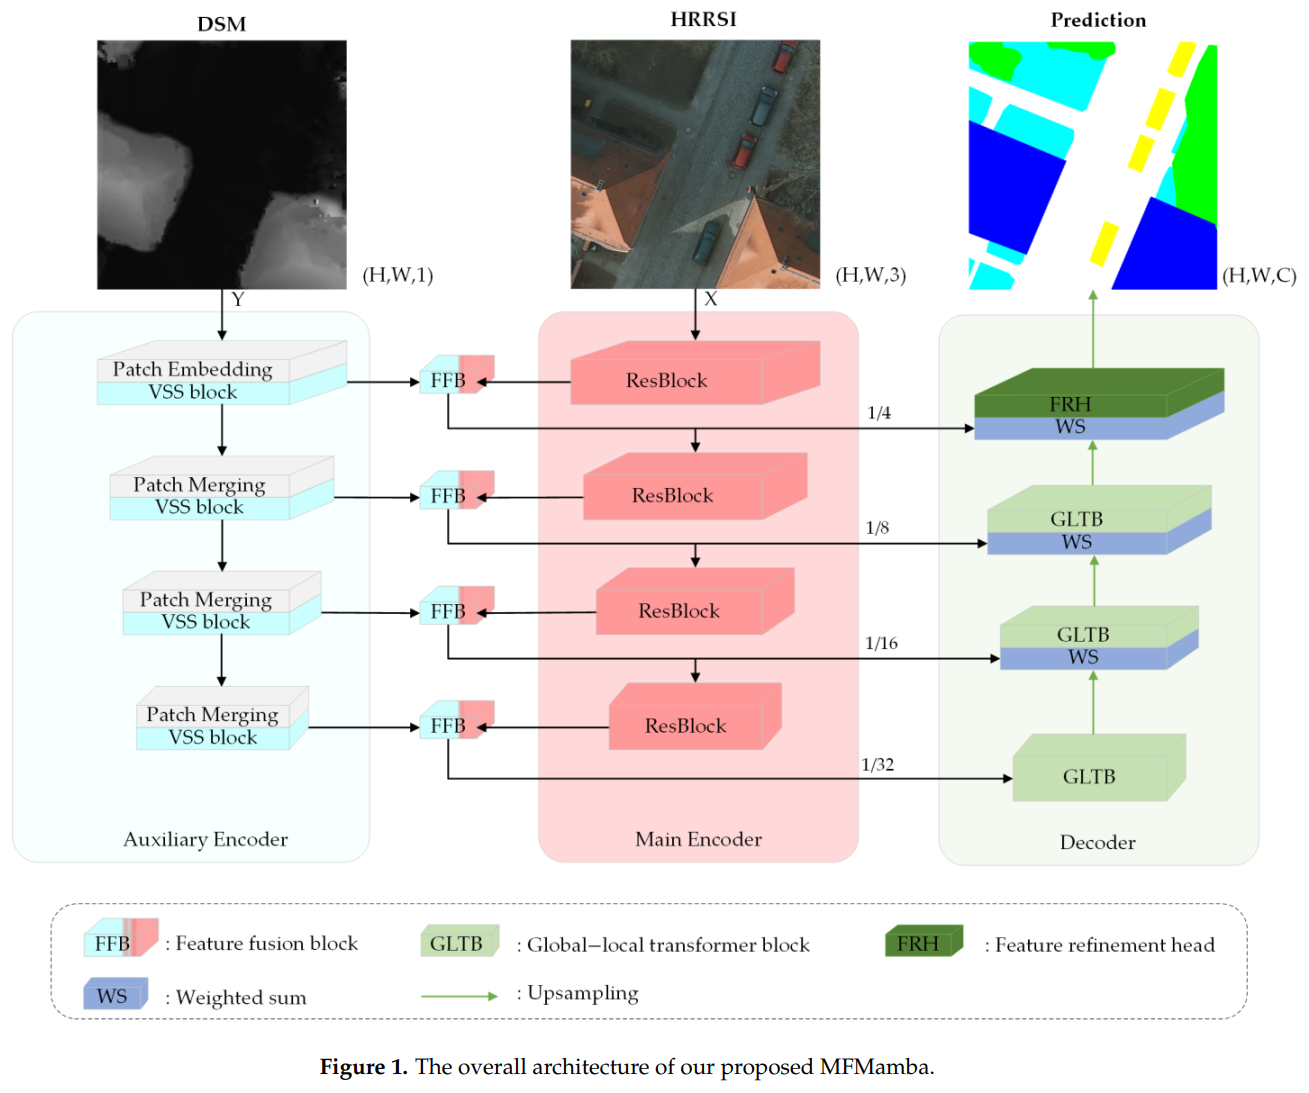 DSM
HRRSI
Prediction
(H,W,1)
(H,W,3)
(H,W,C)
Y
X
Patch Embedding
VSS block
FFB
ResBlock
1/4
FRH
WS
Patch Merging
VSS block
FFB
ResBlock
1/8
GLTB
WS
Patch Merging
VSS block
FFB
ResBlock
1/16
GLTB
WS
Patch Merging
VSS block
FFB
ResBlock
1/32
GLTB
Auxiliary Encoder
Main Encoder
Decoder
FFB : Feature fusion block
GLTB : Global–local transformer block
FRH : Feature refinement head
WS : Weighted sum
: Upsampling
Figure 1. The overall architecture of our proposed MFMamba.